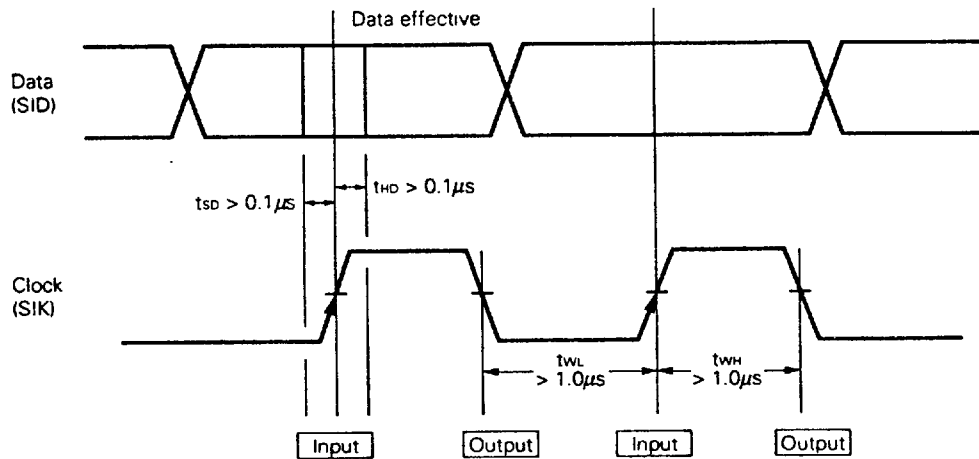 Data effective
Data
(SID)
tSD > 0.1μs
tHD > 0.1μs
Clock
(SIK)
tWL
> 1.0μs
tWH
> 1.0μs
Input
Output
Input
Output